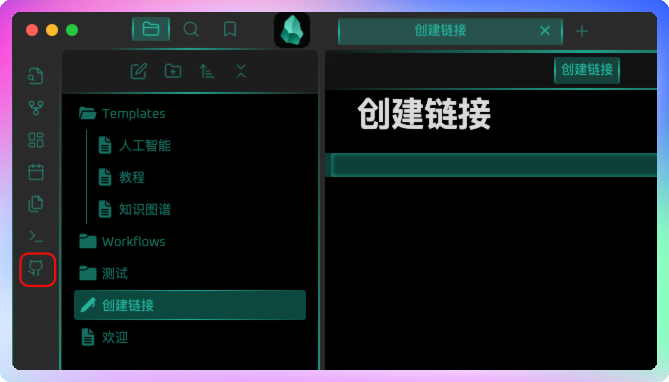 创建链接
创建链接
创建链接
Templates
人工智能
教程
知识图谱
Workflows
测试
创建链接
欢迎